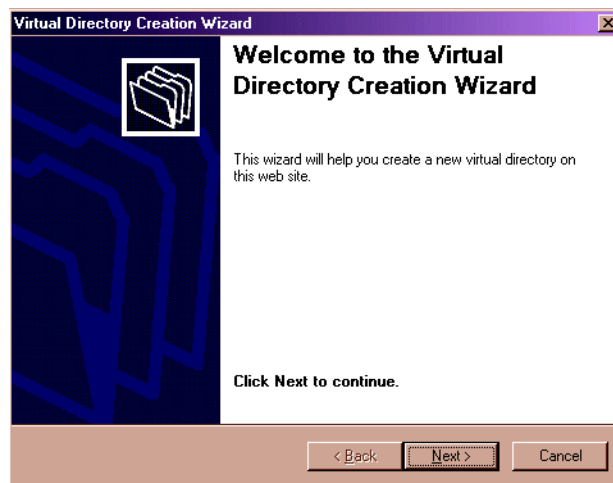 Virtual Directory Creation Wizard
Welcome to the Virtual
Directory Creation Wizard
This wizard will help you create a new virtual directory on
this web site.
Click Next to continue.
< Back Next > Cancel